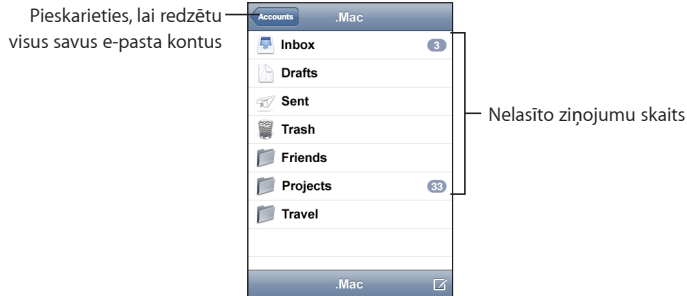 Pieskarieties, lai redzētu
visus savus e-pasta kontus
Accounts
.Mac
Inbox
3
Drafts
Sent
Trash
Friends
Projects
33
Travel
.Mac
Nelasīto ziņojumu skaits